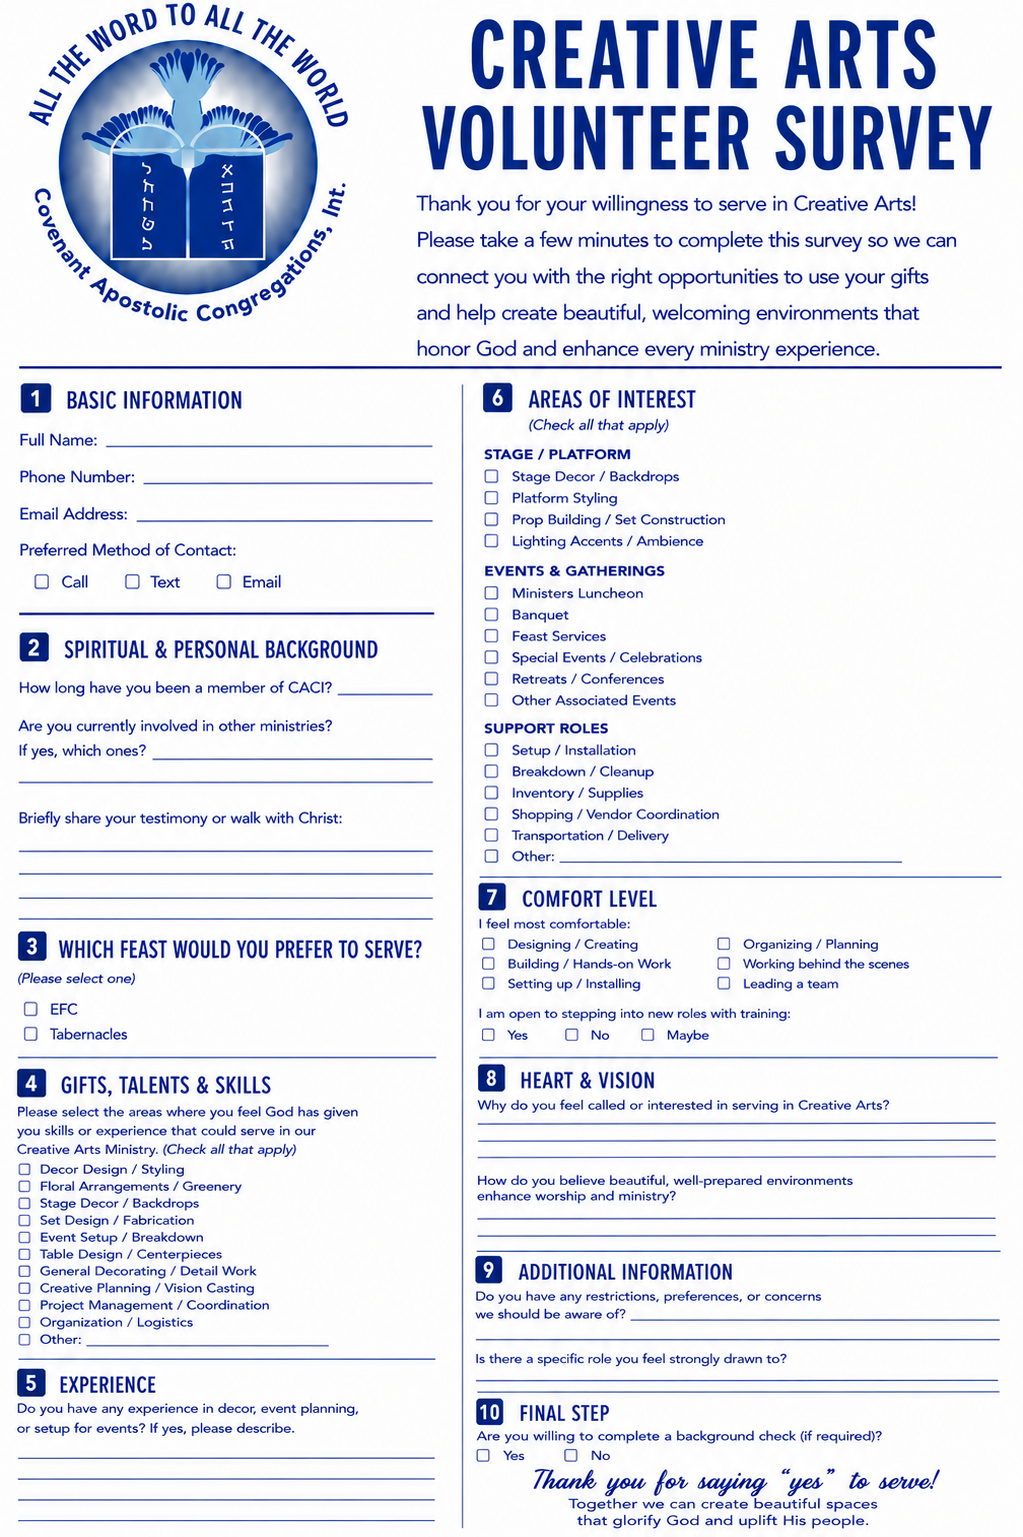 ALL THE WORD TO ALL THE WORLD
Covenant Apostolic Congregations, Int.
CREATIVE ARTS
VOLUNTEER SURVEY
Thank you for your willingness to serve in Creative Arts!
Please take a few minutes to complete this survey so we can
connect you with the right opportunities to use your gifts
and help create beautiful, welcoming environments that
honor God and enhance every ministry experience.
1 BASIC INFORMATION
Full Name:
Phone Number:
Email Address:
Preferred Method of Contact:
Call Text Email
2 SPIRITUAL & PERSONAL BACKGROUND
How long have you been a member of CACI?
Are you currently involved in other ministries?
If yes, which ones?
Briefly share your testimony or walk with Christ:
3 WHICH FEAST WOULD YOU PREFER TO SERVE?
(Please select one)
EFC
Tabernacles
4 GIFTS, TALENTS & SKILLS
Please select the areas where you feel God has given
you skills or experience that could serve in our
Creative Arts Ministry. (Check all that apply)
Decor Design / Styling
Floral Arrangements / Greenery
Stage Decor / Backdrops
Set Design / Fabrication
Event Setup / Breakdown
Table Design / Centerpieces
General Decorating / Detail Work
Creative Planning / Vision Casting
Project Management / Coordination
Organization / Logistics
Other:
5 EXPERIENCE
Do you have any experience in decor, event planning,
or setup for events? If yes, please describe.
6 AREAS OF INTEREST
(Check all that apply)
STAGE / PLATFORM
Stage Decor / Backdrops
Platform Styling
Prop Building / Set Construction
Lighting Accents / Ambience
EVENTS & GATHERINGS
Ministers Luncheon
Banquet
Feast Services
Special Events / Celebrations
Retreats / Conferences
Other Associated Events
SUPPORT ROLES
Setup / Installation
Breakdown / Cleanup
Inventory / Supplies
Shopping / Vendor Coordination
Transportation / Delivery
Other:
7 COMFORT LEVEL
I feel most comfortable:
Designing / Creating Organizing / Planning
Building / Hands-on Work Working behind the scenes
Setting up / Installing Leading a team
I am open to stepping into new roles with training:
Yes No Maybe
8 HEART & VISION
Why do you feel called or interested in serving in Creative Arts?
How do you believe beautiful, well-prepared environments
enhance worship and ministry?
9 ADDITIONAL INFORMATION
Do you have any restrictions, preferences, or concerns
we should be aware of?
Is there a specific role you feel strongly drawn to?
10 FINAL STEP
Are you willing to complete a background check (if required)?
Yes No
Thank you for saying “yes” to serve!
Together we can create beautiful spaces
that glorify God and uplift His people.